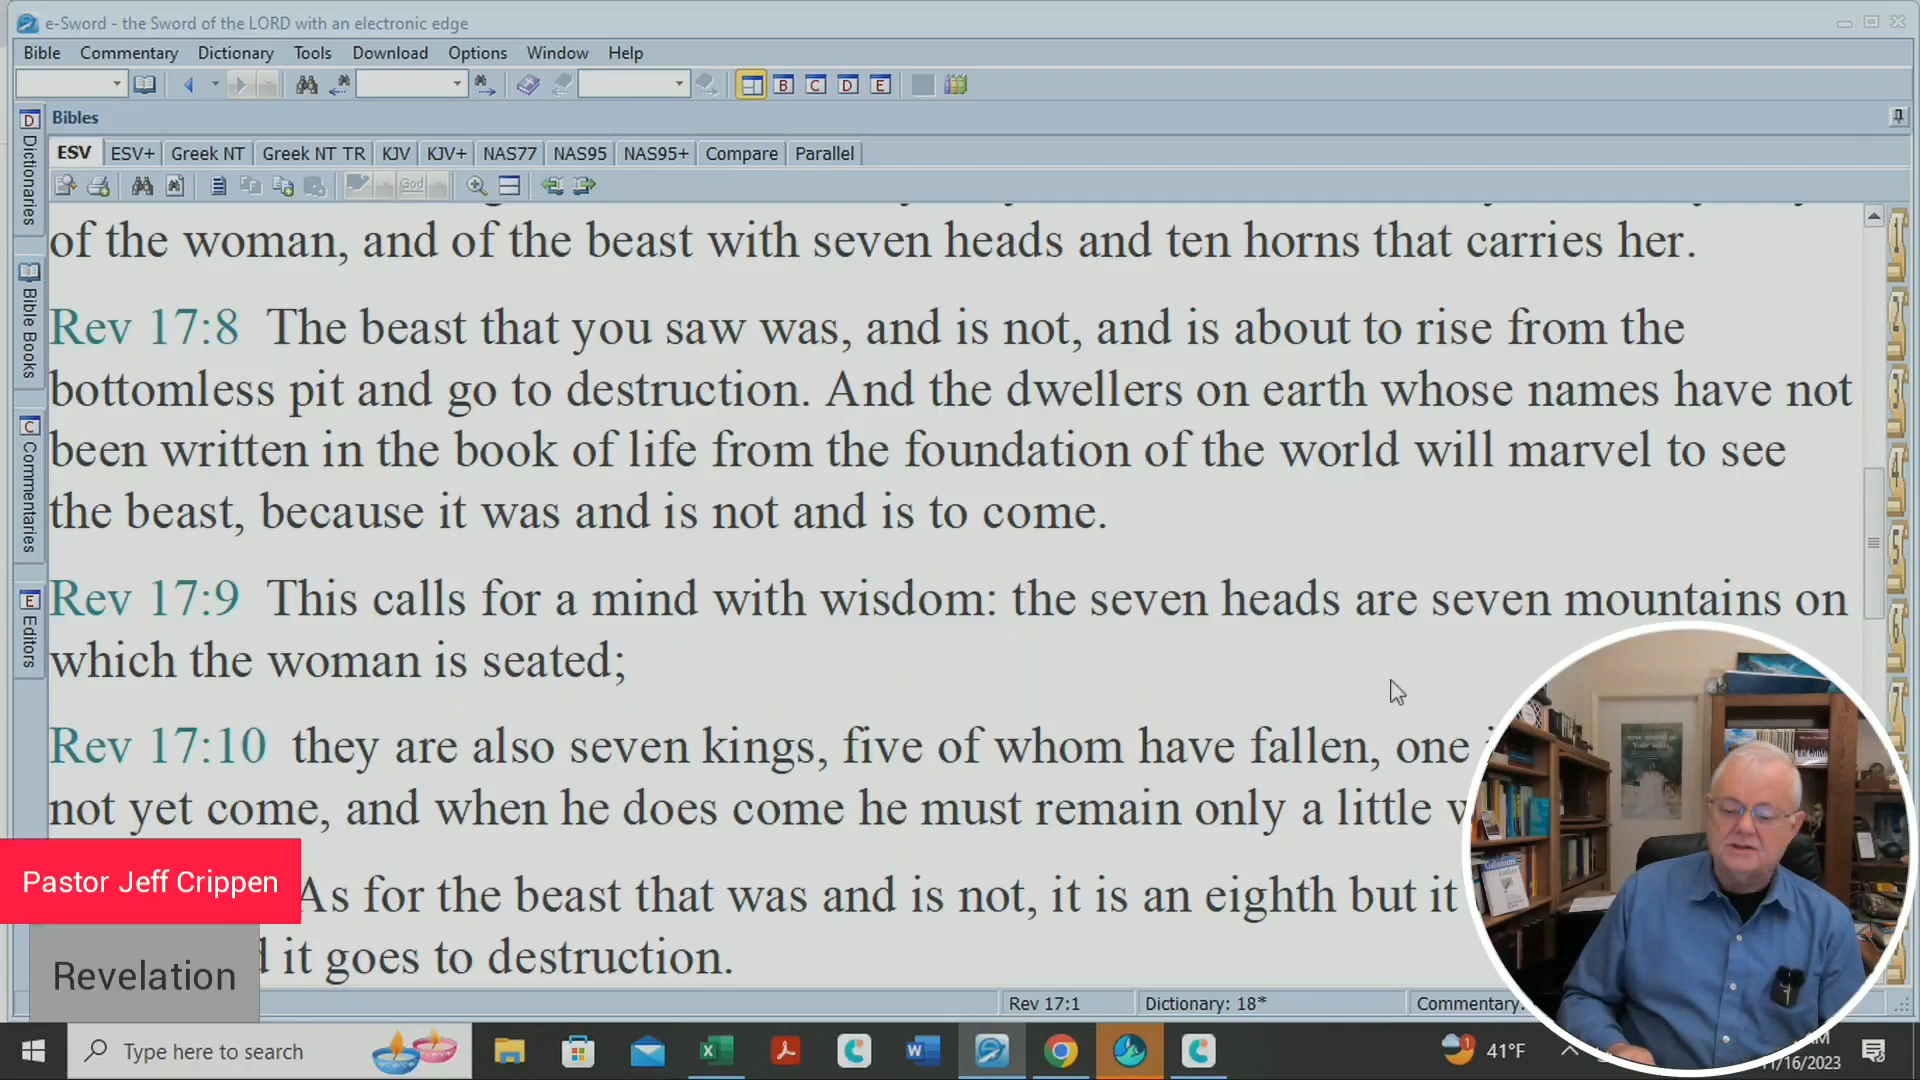 e-Sword - the Sword of the LORD with an electronic edge
Bible Commentary Dictionary Tools Download Options Window Help
B C D E
Bibles
ESV ESV+ Greek NT Greek NT TR KJV KJV+ NAS77 NAS95 NAS95+ Compare Parallel
God
D Dictionaries
Bible Books
C Commentaries
E Editors
of the woman, and of the beast with seven heads and ten horns that carries her.
Rev 17:8 The beast that you saw was, and is not, and is about to rise from the
bottomless pit and go to destruction. And the dwellers on earth whose names have not
been written in the book of life from the foundation of the world will marvel to see
the beast, because it was and is not and is to come.
Rev 17:9 This calls for a mind with wisdom: the seven heads are seven mountains on
which the woman is seated;
Rev 17:10 they are also seven kings, five of whom have fallen, one
not yet come, and when he does come he must remain only a little
As for the beast that was and is not, it is an eighth but it
it goes to destruction.
Pastor Jeff Crippen
Revelation
Rev 17:1 Dictionary: 18* Commentary:
Type here to search
41°F
11/16/2023